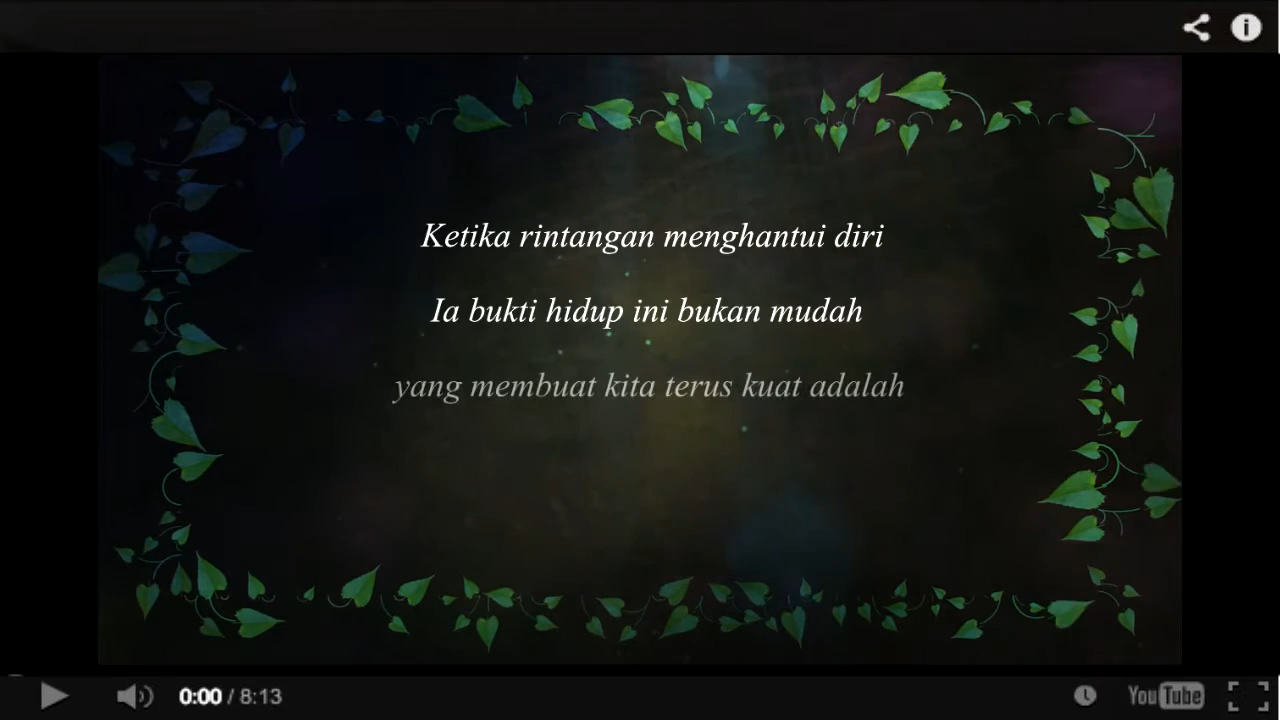 Ketika rintangan menghantui diri
Ia bukti hidup ini bukan mudah
yang membuat kita terus kuat adalah
0:00 / 8:13
YouTube